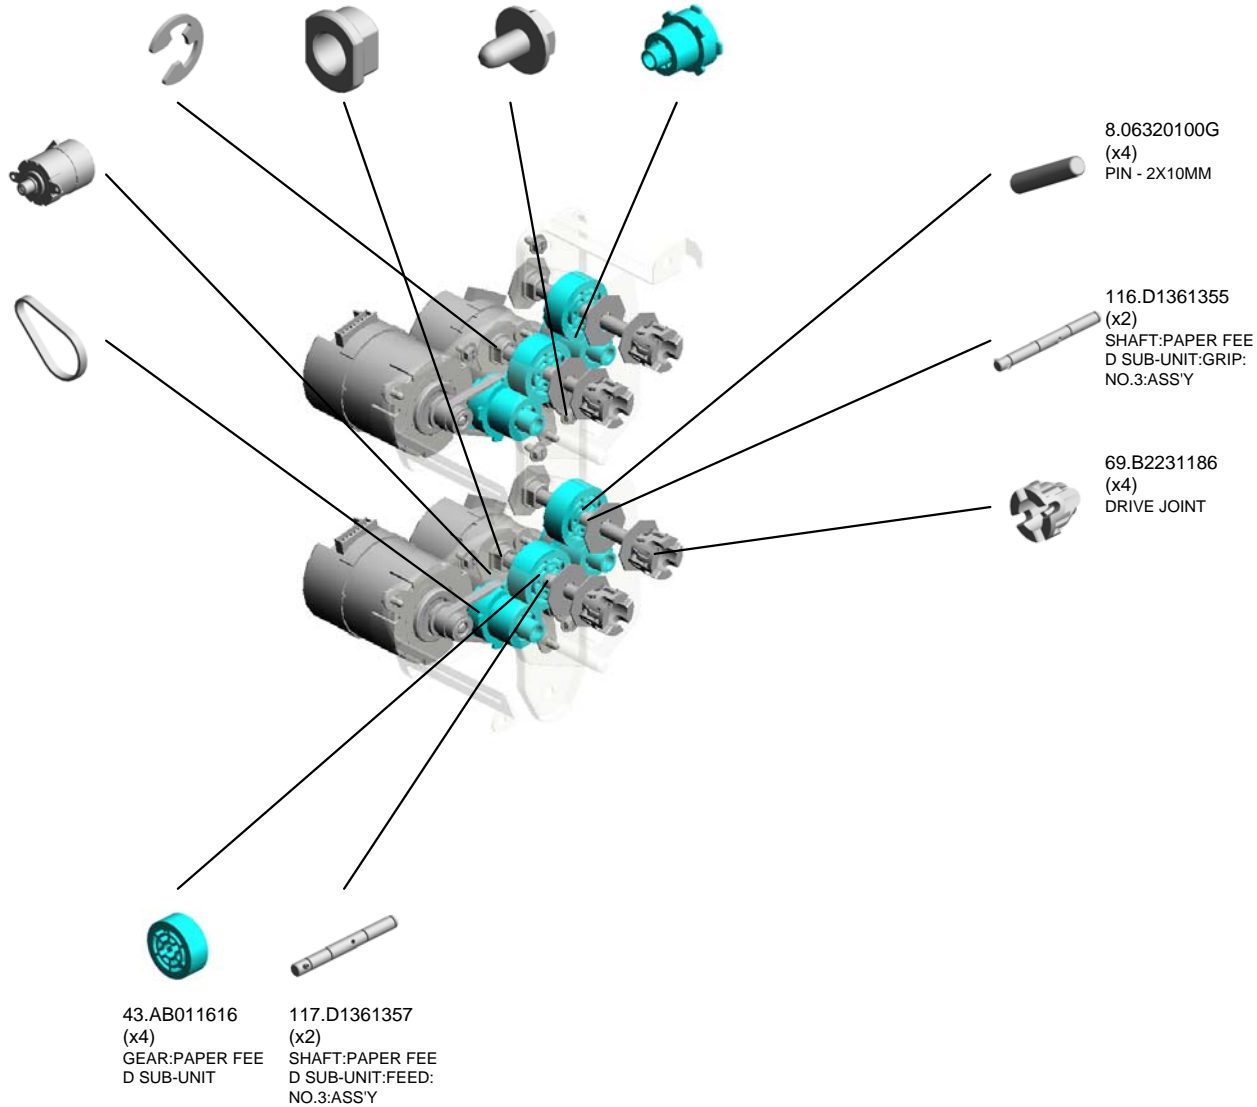 8.06320100G
(x4)
PIN - 2X10MM
116.D1361355
(x2)
SHAFT:PAPER FEE
D SUB-UNIT:GRIP:
NO.3:ASS'Y
69.B2231186
(x4)
DRIVE JOINT
43.AB011616
(x4)
GEAR:PAPER FEE
D SUB-UNIT
117.D1361357
(x2)
SHAFT:PAPER FEE
D SUB-UNIT:FEED:
NO.3:ASS'Y